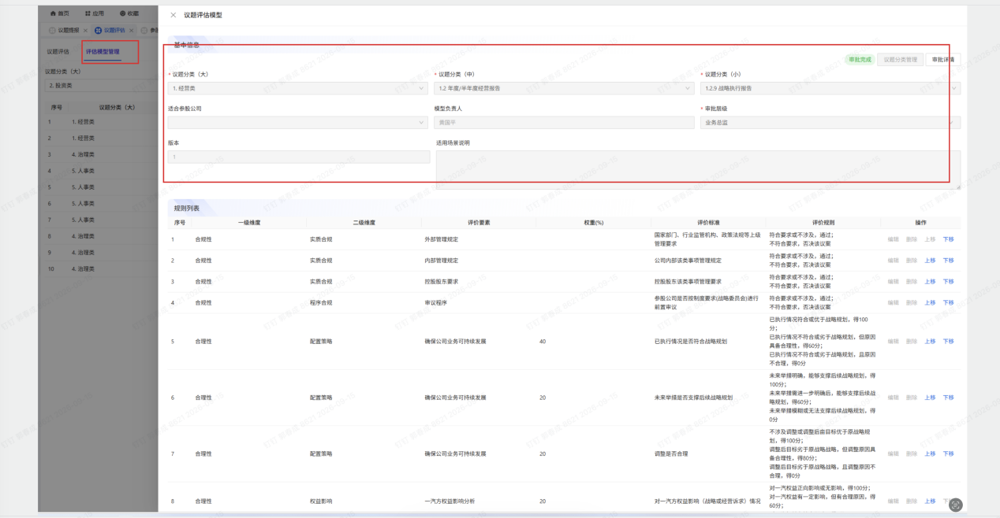 首页 应用 收藏
议题提报 × 议题评估 ×
议题评估 评估模型管理
议题分类（大）
2. 投资类
序号 议题分类（大）
1 1. 经营类
2 1. 经营类
3 4. 治理类
4 5. 人事类
5 5. 人事类
6 5. 人事类
7 5. 人事类
8 4. 治理类
9 4. 治理类
10 4. 治理类
× 议题评估模型
基本信息
审批完成 议题分类管理 审批详情
* 议题分类（大） * 议题分类（中） * 议题分类（小）
1. 经营类 1.2 年度/半年度经营报告 1.2.9 战略执行报告
适合参股公司 模型负责人 * 审批层级
黄国平 业务总监
版本 适用场景说明
1
规则列表
序号 一级维度 二级维度 评价要素 权重(%) 评价标准 评价规则 操作
1 合规性 实质合规 外部管理规定 国家部门、行业监管机构、政策法规等上级管理要求 符合要求或不涉及，通过；
不符合要求，否决该议案 编辑 删除 上移 下移
2 合规性 实质合规 内部管理规定 公司内部该类事项管理规定 符合要求或不涉及，通过；
不符合要求，否决该议案 编辑 删除 上移 下移
3 合规性 实质合规 控股股东要求 控股股东该类事项管理要求 符合要求或不涉及，通过；
不符合要求，否决该议案 编辑 删除 上移 下移
4 合规性 程序合规 审议程序 参股公司是否按制度要求(战略委员会)进行前置审议 符合要求或不涉及，通过；
不符合要求，否决该议案 编辑 删除 上移 下移
5 合理性 配置策略 确保公司业务可持续发展 40 已执行情况是否符合战略规划 已执行情况符合或优于战略规划，得100
分；
已执行情况不符合或劣于战略规划，但原因
具备合理性，得60分；
已执行情况不符合或劣于战略规划，且原因
不合理，得0分 编辑 删除 上移 下移
6 合理性 配置策略 确保公司业务可持续发展 20 未来举措是否支撑后续战略规划 未来举措明确，能够支撑后续战略规划，得
100分；
未来举措需进一步明确后，能够支撑后续战
略规划，得60分；
未来举措模糊或无法支撑后续战略规划，得
0分 编辑 删除 上移 下移
7 合理性 配置策略 确保公司业务可持续发展 20 调整是否合理 不涉及调整或调整后亩目标优于原战略规
划，得100分；
调整后目标劣于原战略战略，但调整原因具
备合理性，得80分；
调整后目标劣于原战略战略，且调整原因不
合理，得0分 编辑 删除 上移 下移
8 合理性 权益影响 一汽方权益影响分析 20 对一汽方权益影响（战略或经营诉求）情况 对一汽权益正向影响或无影响，得100分；
对一汽权益有一定影响，但有合理原因，得
60分； 编辑 删除 上移